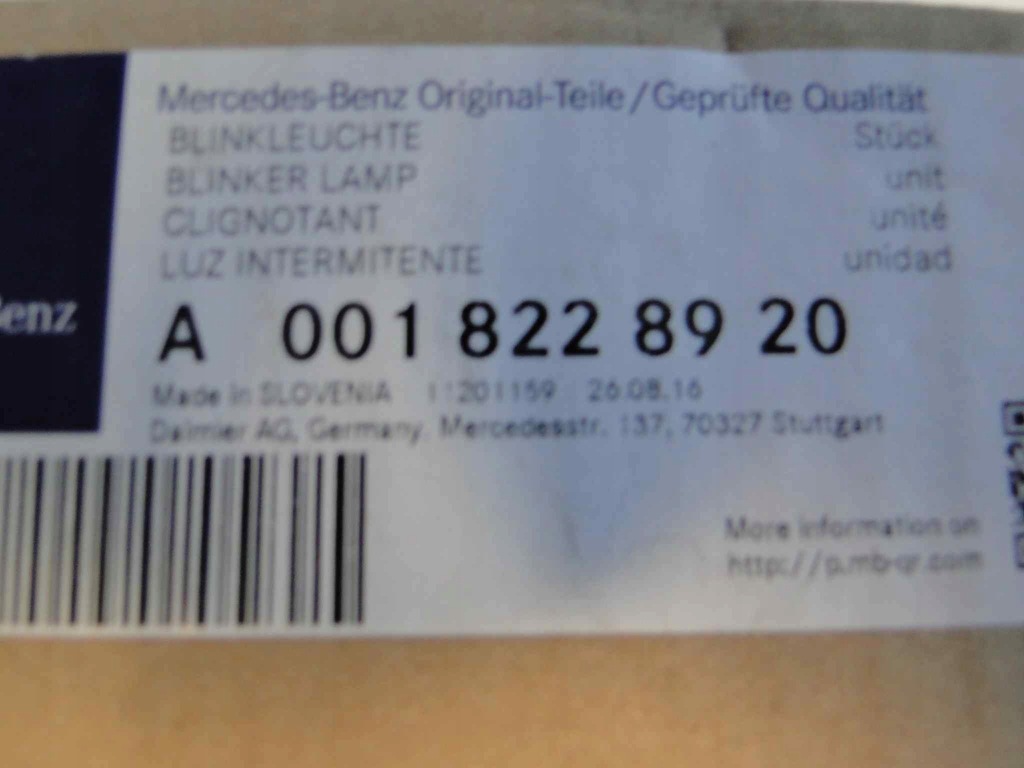 Mercedes-Benz Original-Teile/Geprüfte Qualität
BLINKLEUCHTE Stück
BLINKER LAMP unit
CLIGNOTANT unité
LUZ INTERMITENTE unidad
Benz
A 001 822 89 20
Made in SLOVENIA 11201159 26.08.16
Daimler AG, Germany, Mercedesstr. 137, 70327 Stuttgart
More information on
http://p.mb-qr.com